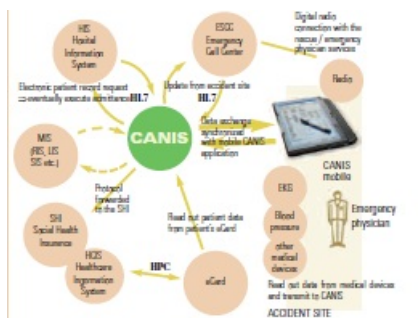 HIS
Hosital
Information
System
ESCC
Emergency
Call Center
Digital radio
connection with the
rescue / emergency
physician services
Radio
Electronic patient record request
co-eventually execute admittance HL7
Update from accident site
HL7
MIS
(RIS, LIS
SIS etc.)
CANIS
Data exchange
synchronized
with mobile CANIS
application
CANIS
mobile
Protocol
forwarded
to the SHI
EKG
Blood
pressure
other
medical
devices
Emergency
physician
SHI
Social Health
Insurance
Read out patient data
from patient's eCard
HCIS
Healthcare
Information
System
HPC
eCard
Read out data from medical devices
and transmit to CANIS
ACCIDENT SITE